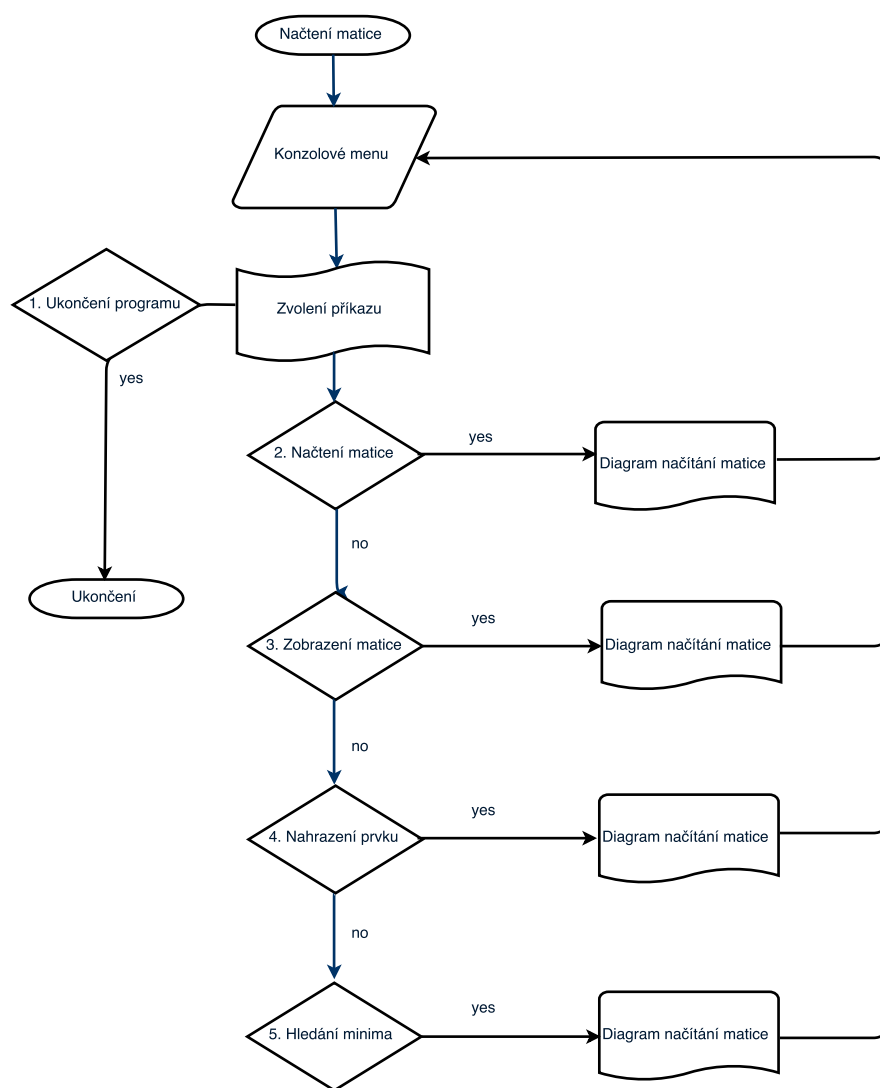 Načtení matice
Konzolové menu
1. Ukončení programu
Zvolení příkazu
yes
2. Načtení matice
yes
Diagram načítání matice
no
Ukončení
3. Zobrazení matice
yes
Diagram načítání matice
no
4. Nahrazení prvku
yes
Diagram načítání matice
no
5. Hledání minima
yes
Diagram načítání matice